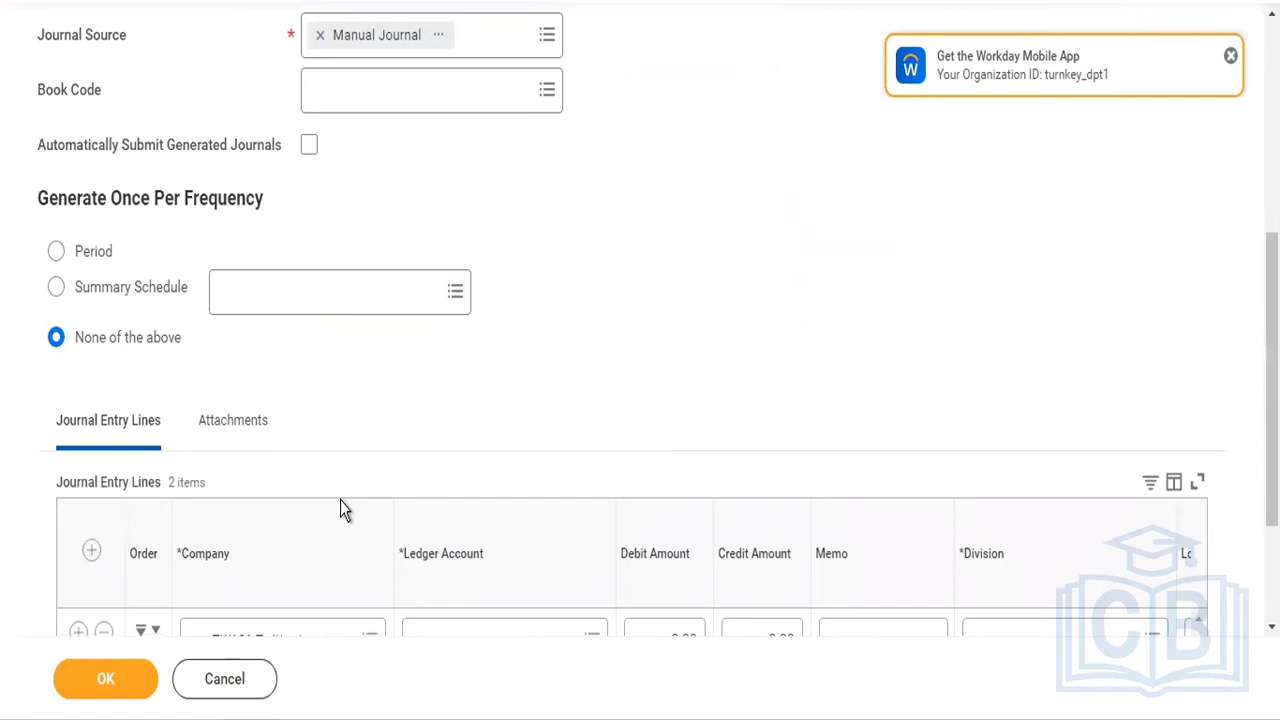 Journal Source * Manual Journal
Get the Workday Mobile App
Your Organization ID: turnkey_dpt1
Book Code
Automatically Submit Generated Journals
Generate Once Per Frequency
Period
Summary Schedule
None of the above
Journal Entry Lines Attachments
Journal Entry Lines 2 items
Order *Company *Ledger Account Debit Amount Credit Amount Memo *Division
CB
OK Cancel